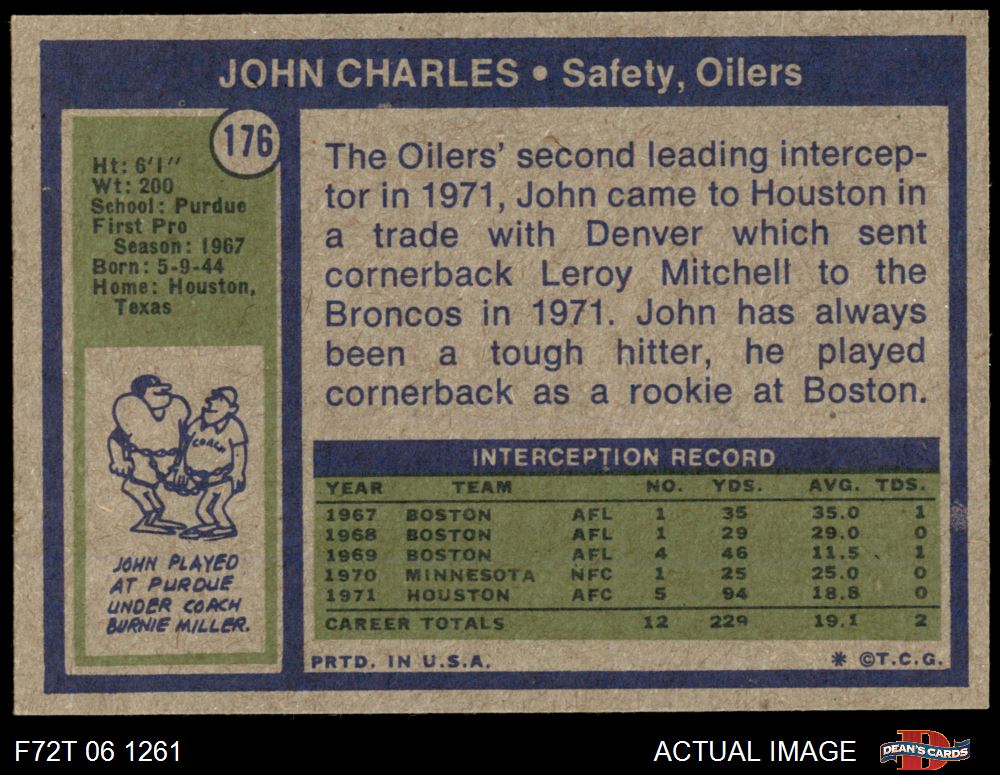 JOHN CHARLES • Safety, Oilers
176
Ht: 6'1"
Wt: 200
School: Purdue
First Pro
Season: 1967
Born: 5-9-44
Home: Houston,
Texas
COACH
JOHN PLAYED
AT PURDUE
UNDER COACH
BURNIE MILLER.
The Oilers' second leading intercep-
tor in 1971, John came to Houston in
a trade with Denver which sent
cornerback Leroy Mitchell to the
Broncos in 1971. John has always
been a tough hitter, he played
cornerback as a rookie at Boston.
INTERCEPTION RECORD
YEAR TEAM NO. YDS. AVG. TDS.
1967 BOSTON AFL 1 35 35.0 1
1968 BOSTON AFL 1 29 29.0 0
1969 BOSTON AFL 4 46 11.5 1
1970 MINNESOTA NFC 1 25 25.0 0
1971 HOUSTON AFC 5 94 18.8 0
CAREER TOTALS 12 229 19.1 2
PRTD. IN U.S.A. * ©T.C.G.
F72T 06 1261 ACTUAL IMAGE DEAN'S CARDS